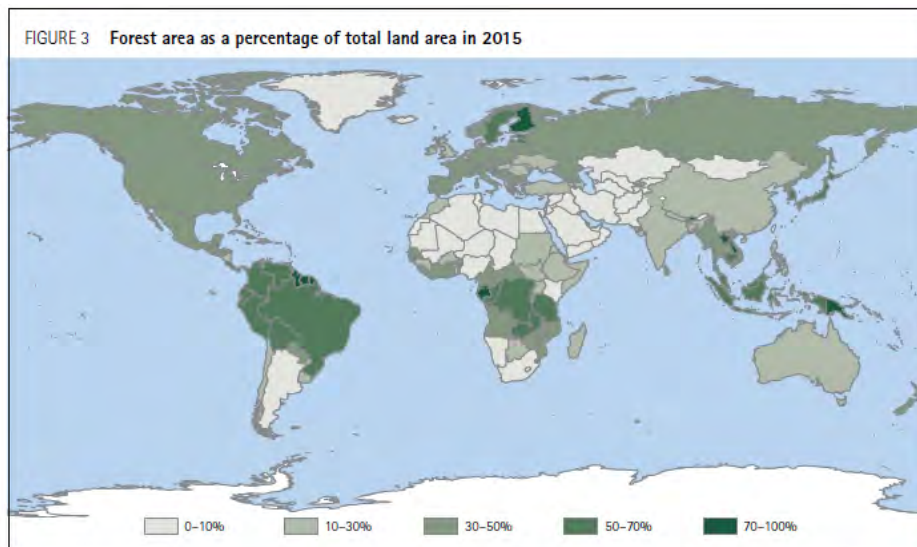 FIGURE 3 Forest area as a percentage of total land area in 2015
0–10% 10–30% 30–50% 50–70% 70–100%